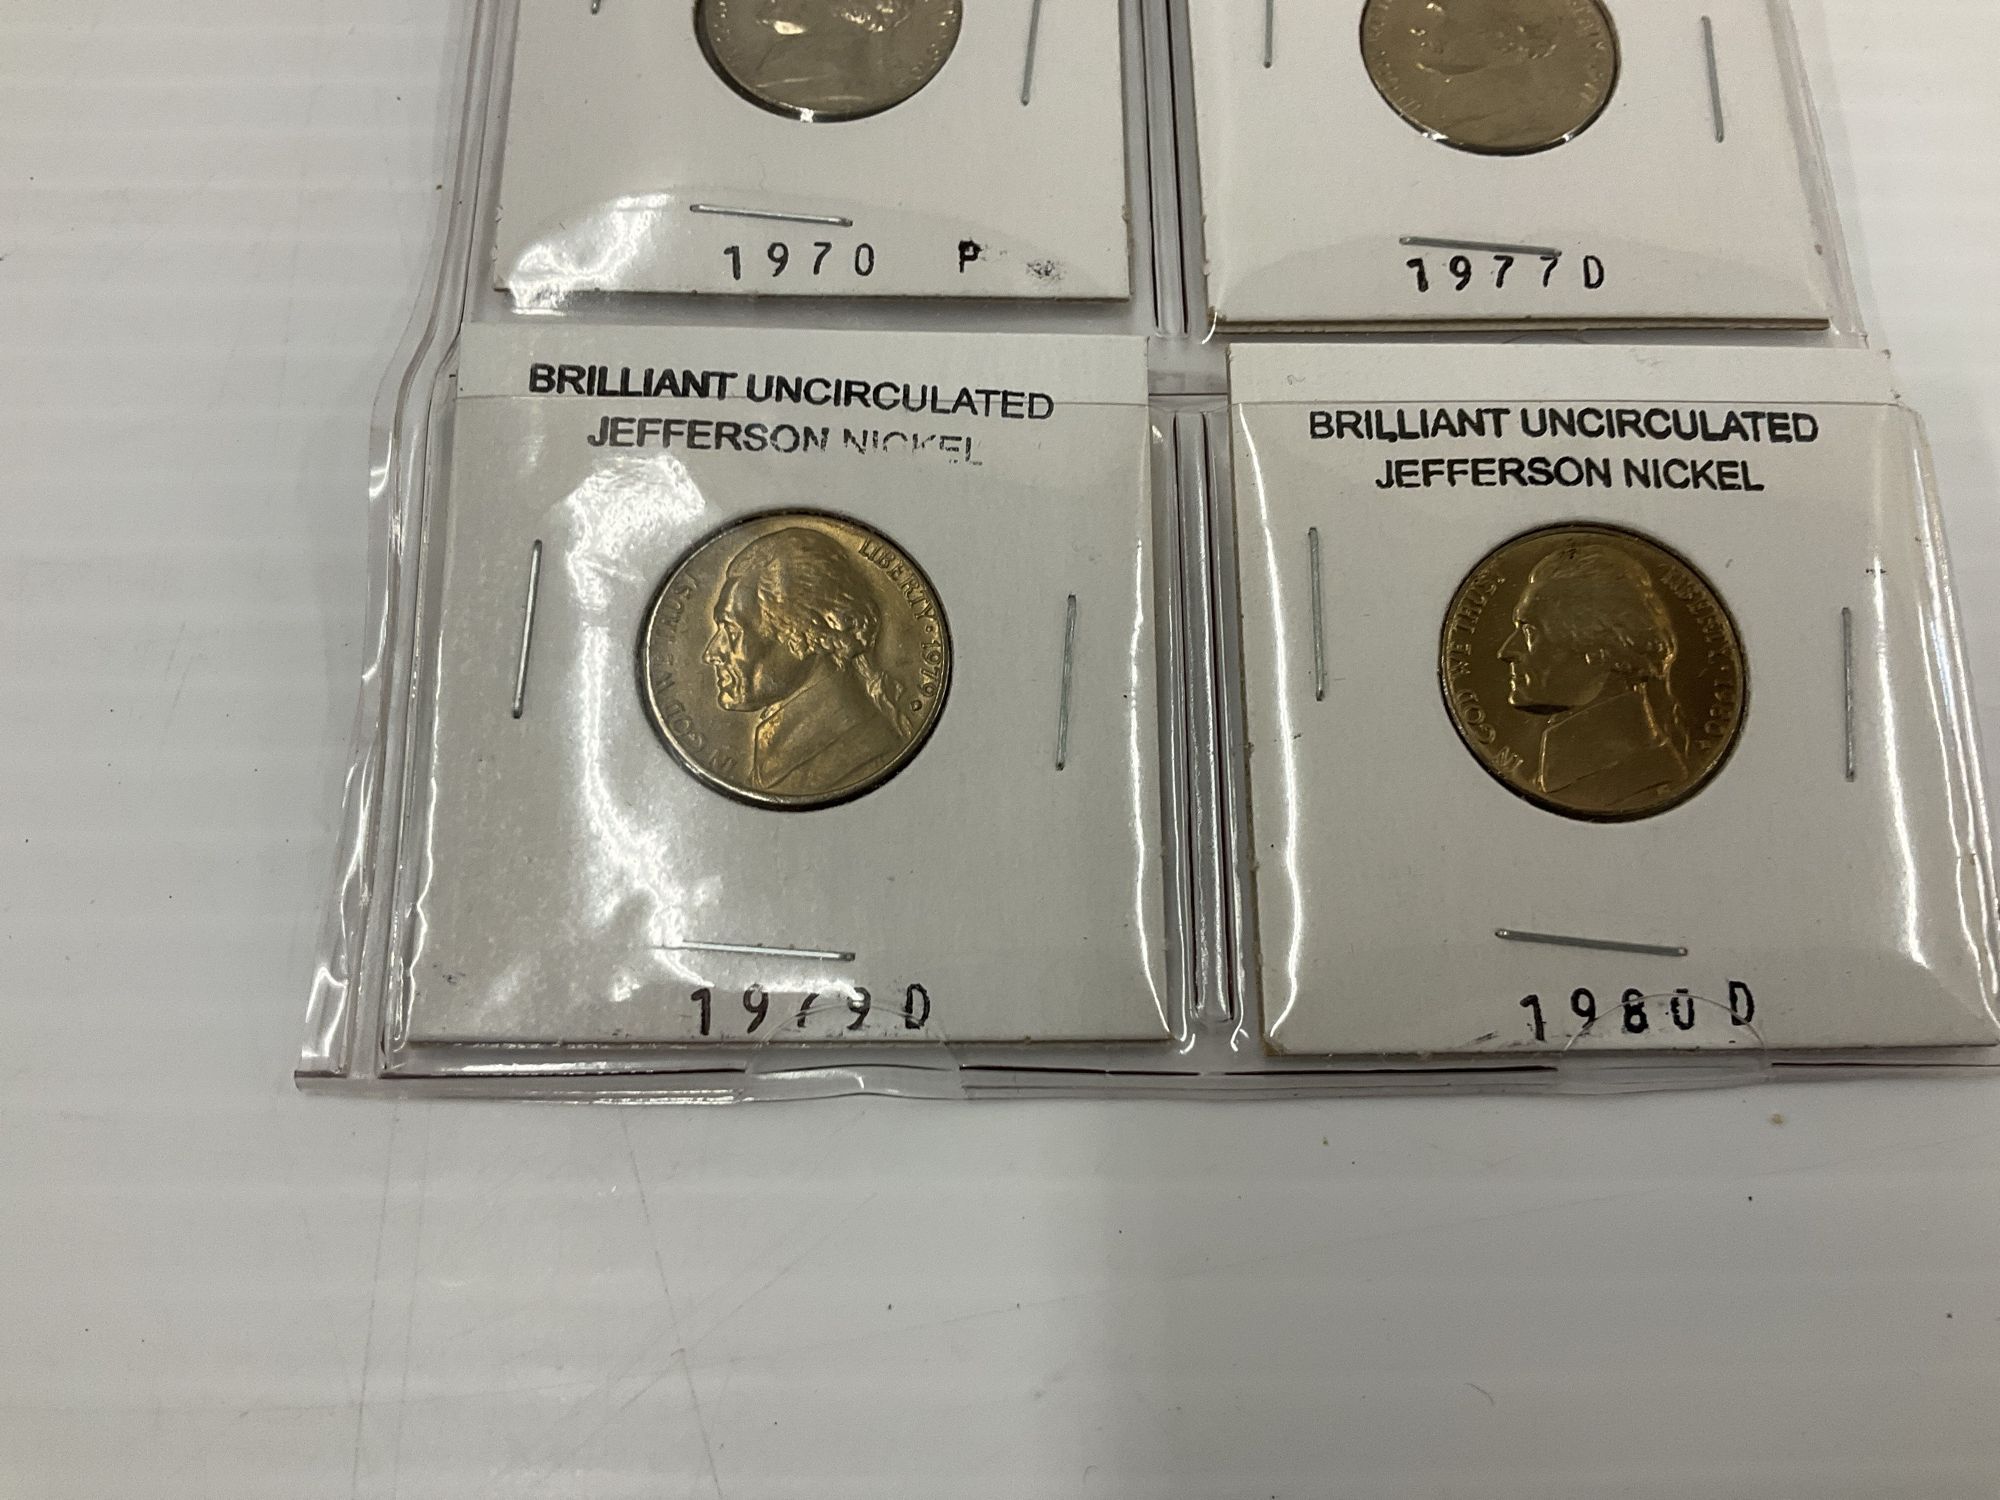 1970 P
1977D
BRILLIANT UNCIRCULATED
JEFFERSON NICKEL
IN GOD WE TRUST
LIBERTY · 1979 D
1979D
BRILLIANT UNCIRCULATED
JEFFERSON NICKEL
IN GOD WE TRUST
LIBERTY · 1980
1980D